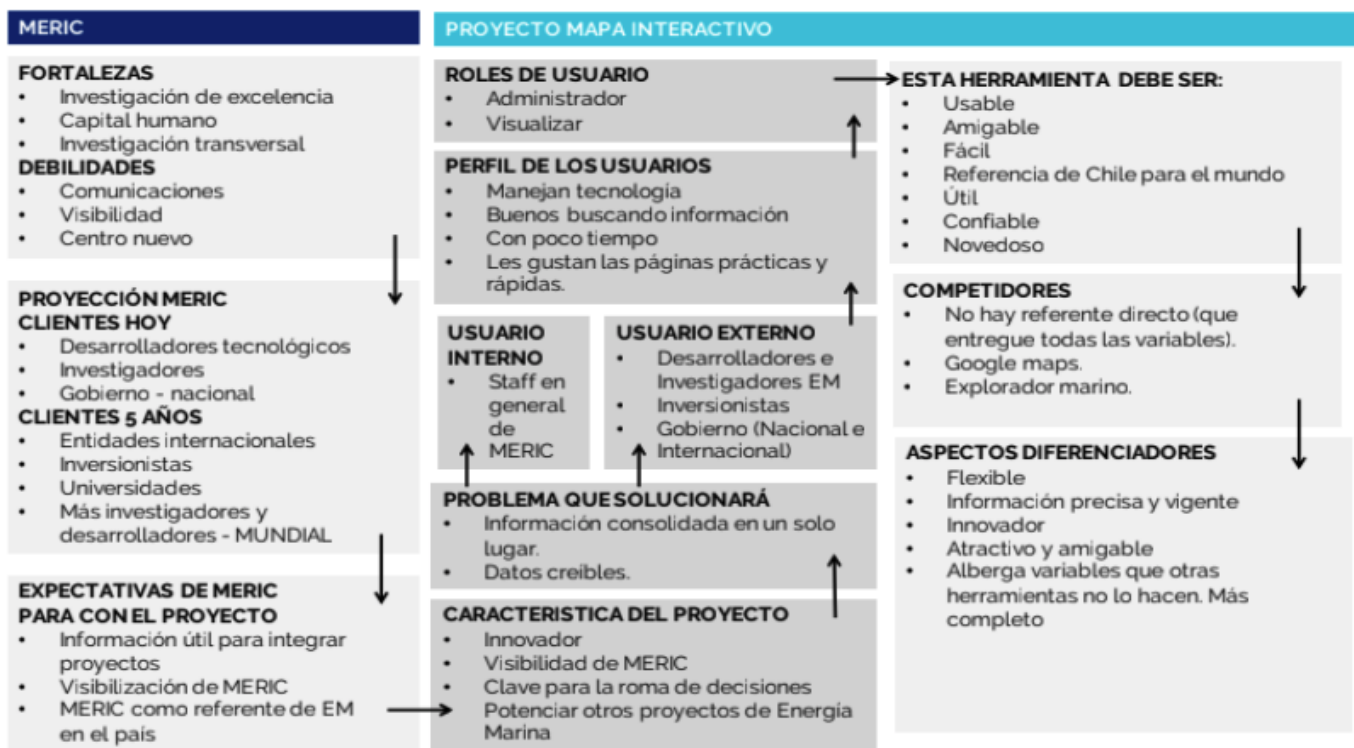 MERIC
FORTALEZAS
• Investigación de excelencia
• Capital humano
• Investigación transversal
DEBILIDADES
• Comunicaciones
• Visibilidad
• Centro nuevo
PROYECCIÓN MERIC
CLIENTES HOY
• Desarrolladores tecnológicos
• Investigadores
• Gobierno - nacional
CLIENTES 5 AÑOS
• Entidades internacionales
• Inversionistas
• Universidades
• Más investigadores y
desarrolladores - MUNDIAL
EXPECTATIVAS DE MERIC
PARA CON EL PROYECTO
• Información útil para integrar
proyectos
• Visibilización de MERIC
• MERIC como referente de EM
en el país
PROYECTO MAPA INTERACTIVO
ROLES DE USUARIO
• Administrador
• Visualizar
PERFIL DE LOS USUARIOS
• Manejan tecnología
• Buenos buscando información
• Con poco tiempo
• Les gustan las páginas prácticas y
rápidas.
USUARIO
INTERNO
• Staff en
general
de
MERIC
USUARIO EXTERNO
• Desarrolladores e
Investigadores EM
• Inversionistas
• Gobierno (Nacional e
Internacional)
PROBLEMA QUE SOLUCIONARÁ
• Información consolidada en un solo
lugar.
• Datos creíbles.
CARACTERISTICA DEL PROYECTO
• Innovador
• Visibilidad de MERIC
• Clave para la roma de decisiones
• Potenciar otros proyectos de Energía
Marina
ESTA HERRAMIENTA DEBE SER:
• Usable
• Amigable
• Fácil
• Referencia de Chile para el mundo
• Útil
• Confiable
• Novedoso
COMPETIDORES
• No hay referente directo (que
entregue todas las variables).
• Google maps.
• Explorador marino.
ASPECTOS DIFERENCIADORES
• Flexible
• Información precisa y vigente
• Innovador
• Atractivo y amigable
• Alberga variables que otras
herramientas no lo hacen. Más
completo